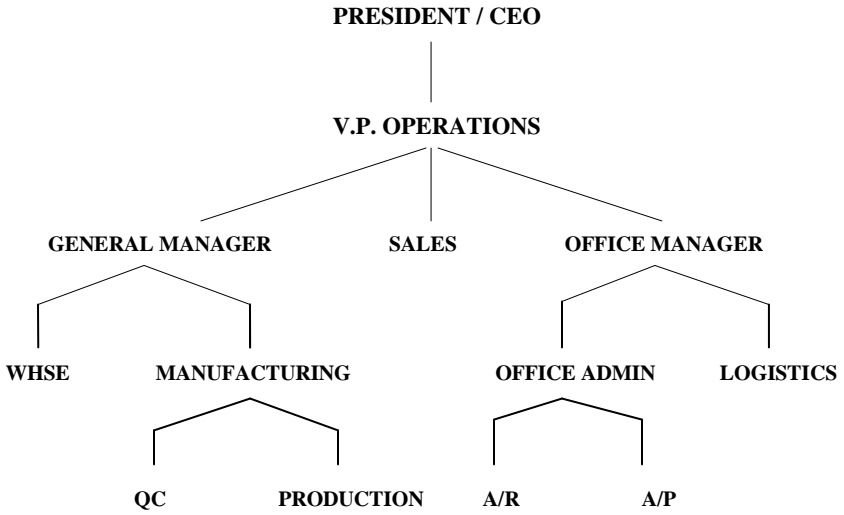 PRESIDENT / CEO
V.P. OPERATIONS
GENERAL MANAGER SALES OFFICE MANAGER
WHSE MANUFACTURING OFFICE ADMIN LOGISTICS
QC PRODUCTION A/R A/P